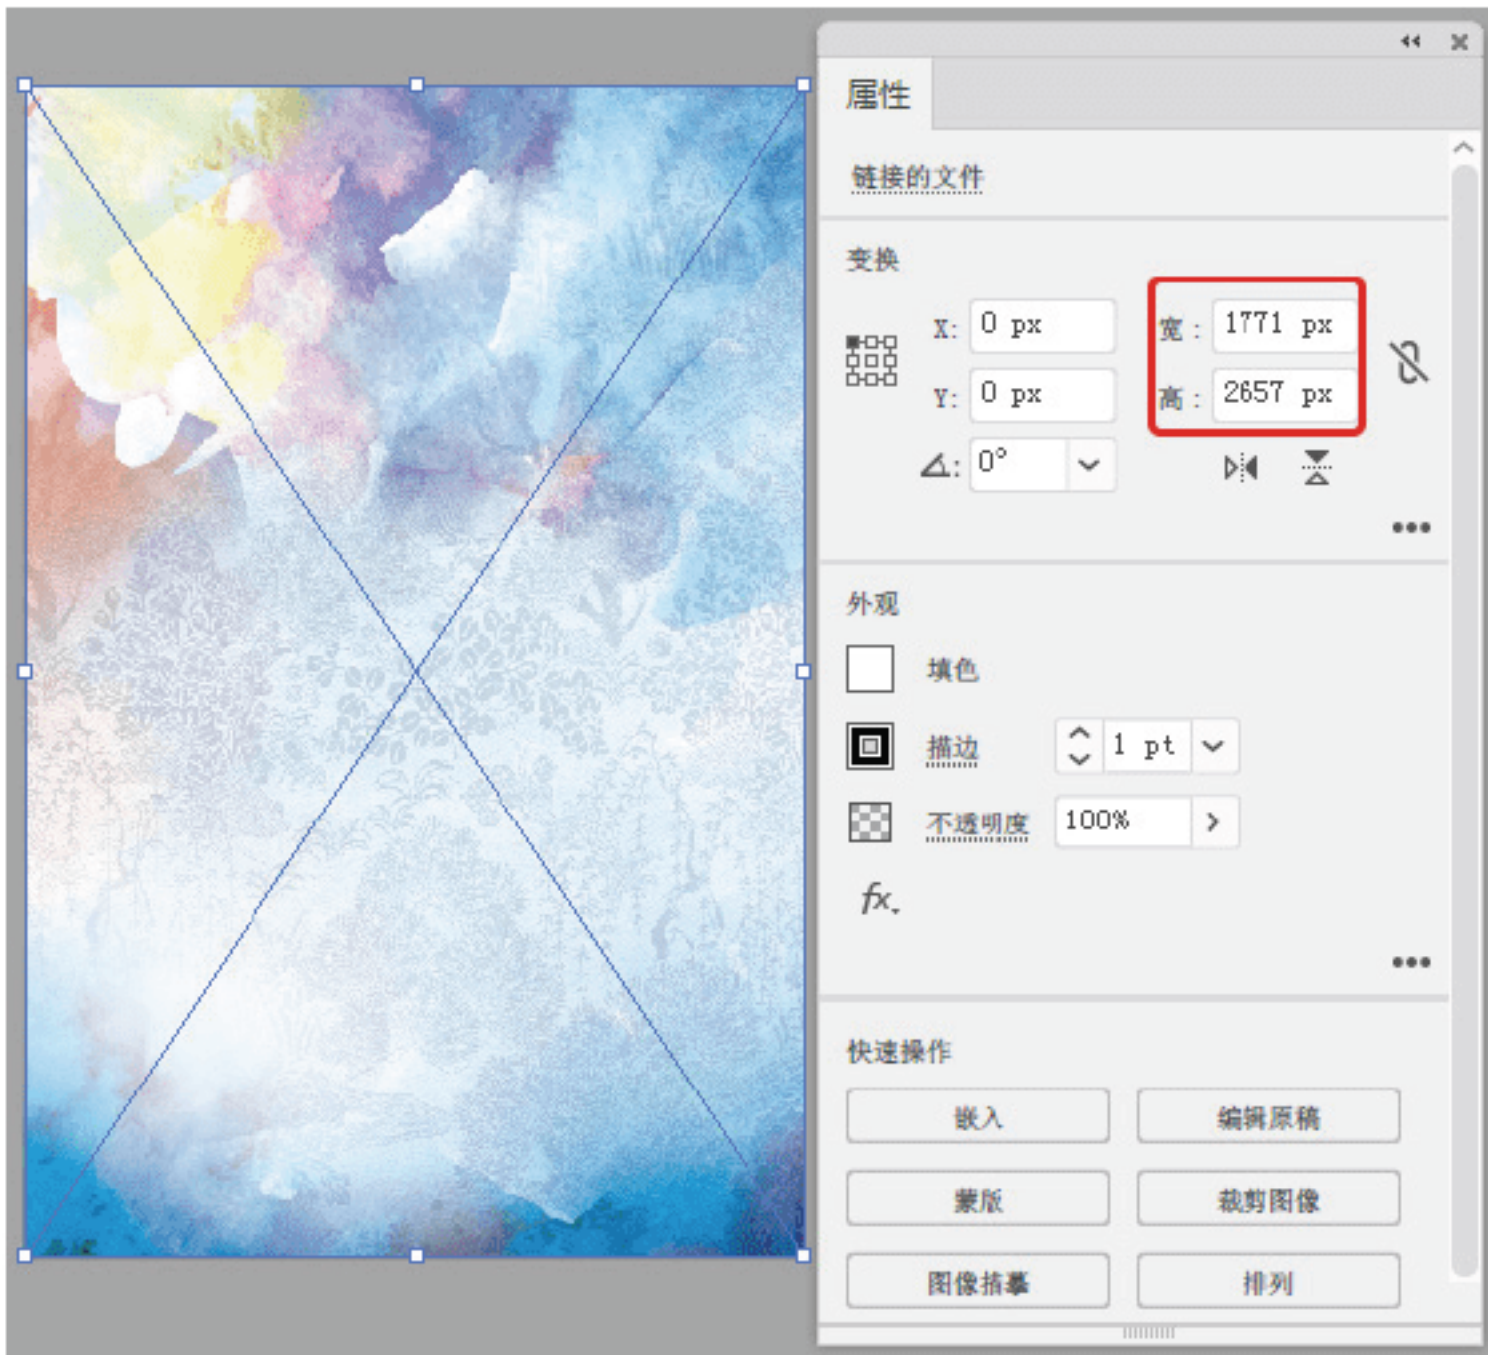 属性
链接的文件
变换
X: 0 px 宽： 1771 px
Y: 0 px 高： 2657 px
: 0°
外观
填色
描边 1 pt
不透明度 100%
fx.
快速操作
嵌入 编辑原稿
蒙版 裁剪图像
图像描摹 排列